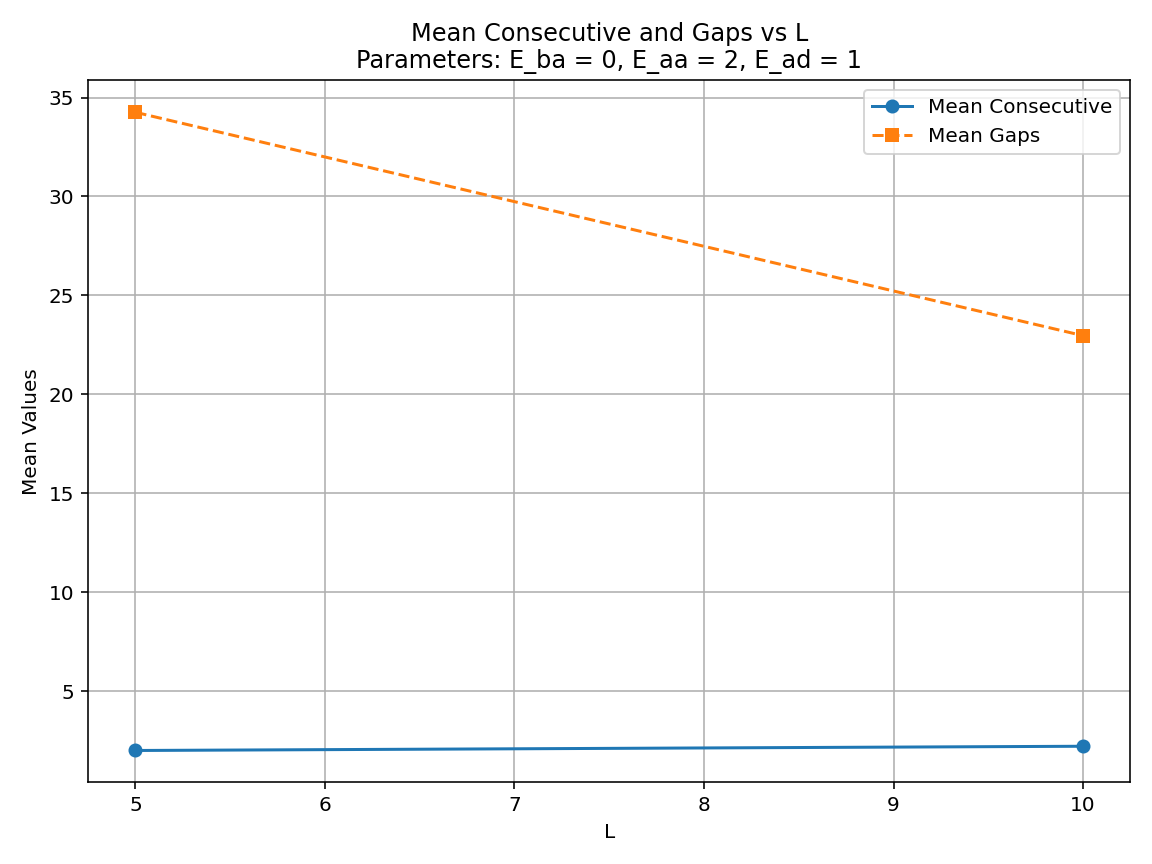 Mean Consecutive and Gaps vs L
Parameters: E_ba = 0, E_aa = 2, E_ad = 1
Mean Consecutive
Mean Gaps
Mean Values
35
30
25
20
15
10
5
5 6 7 8 9 10
L